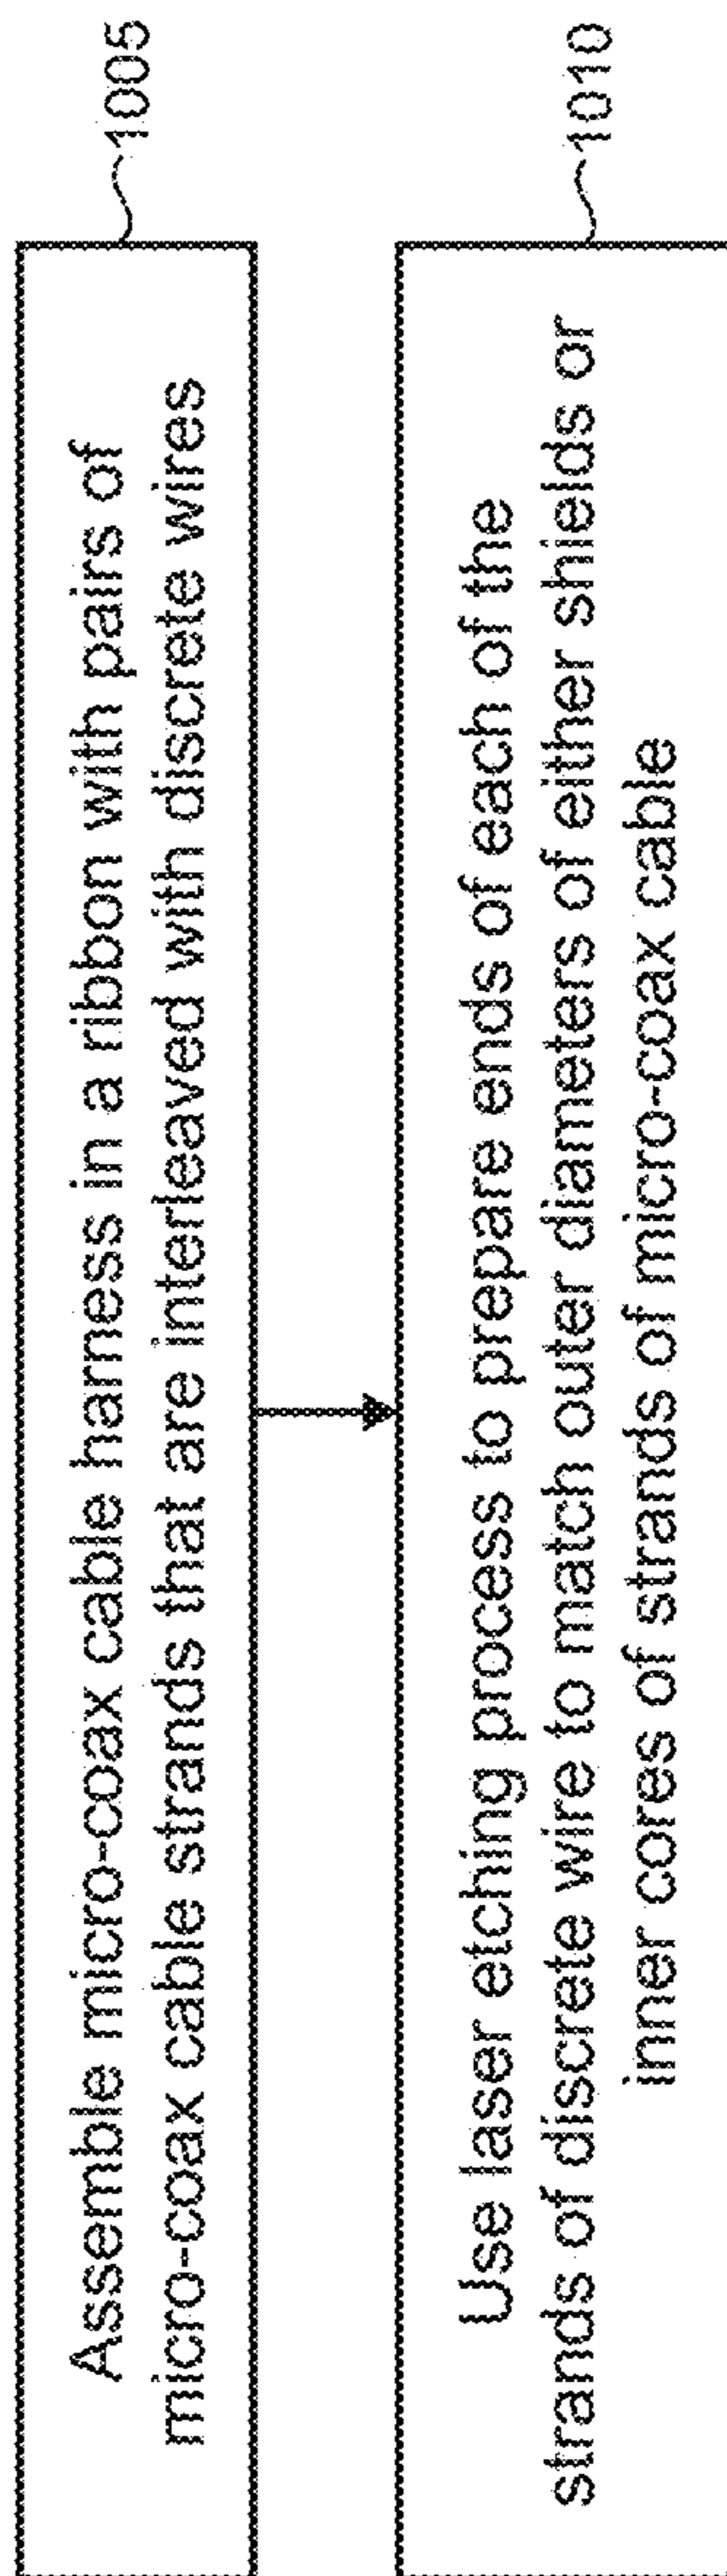 Assemble micro-coax cable harness in a ribbon with pairs of
micro-coax cable strands that are interleaved with discrete wires
1005
Use laser etching process to prepare ends of each of the
strands of discrete wire to match outer diameters of either shields or
inner cores of strands of micro-coax cable
1010